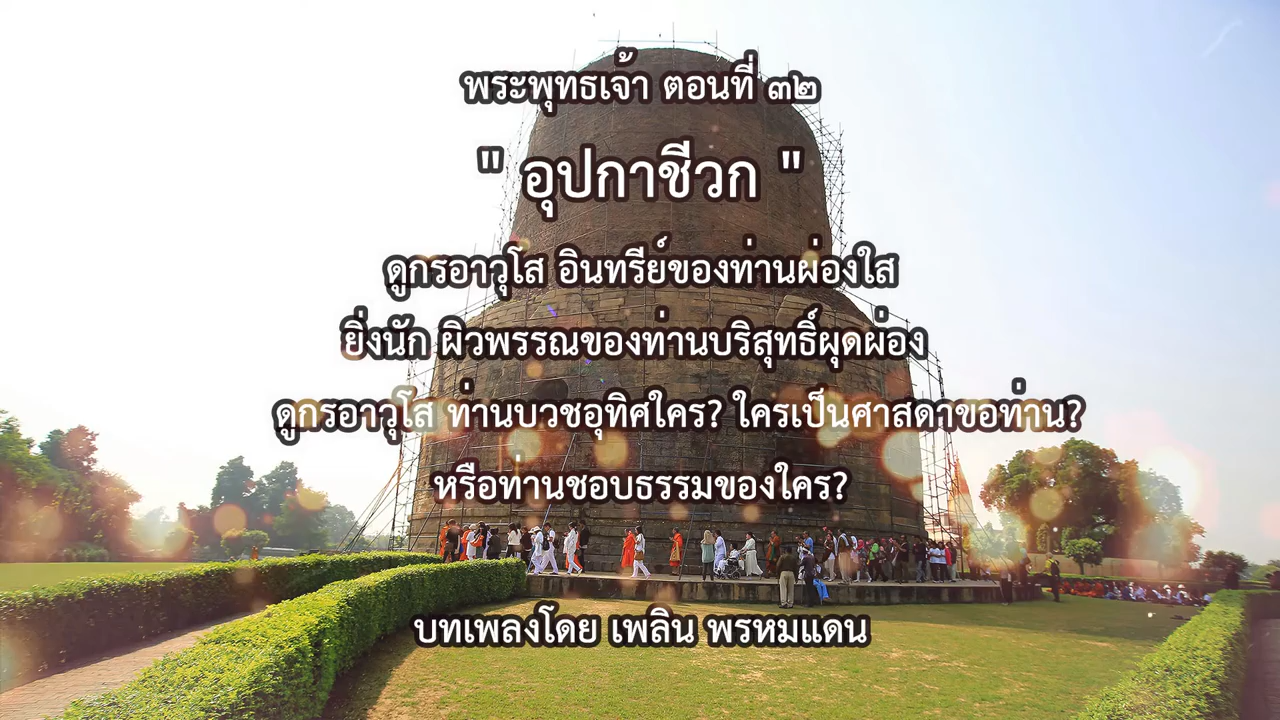 พระพุทธเจ้า ตอนที่ ๓๒
" อุปกาชีวก "
ดูกรอาวุโส อินทรีย์ของท่านผ่องใส
ยิ่งนัก ผิวพรรณของท่านบริสุทธิ์ผุดผ่อง
ดูกรอาวุโส ท่านบวชอุทิศใคร? ใครเป็นศาสดาขอท่าน?
หรือท่านชอบธรรมของใคร?
บทเพลงโดย เพลิน พรหมแดน